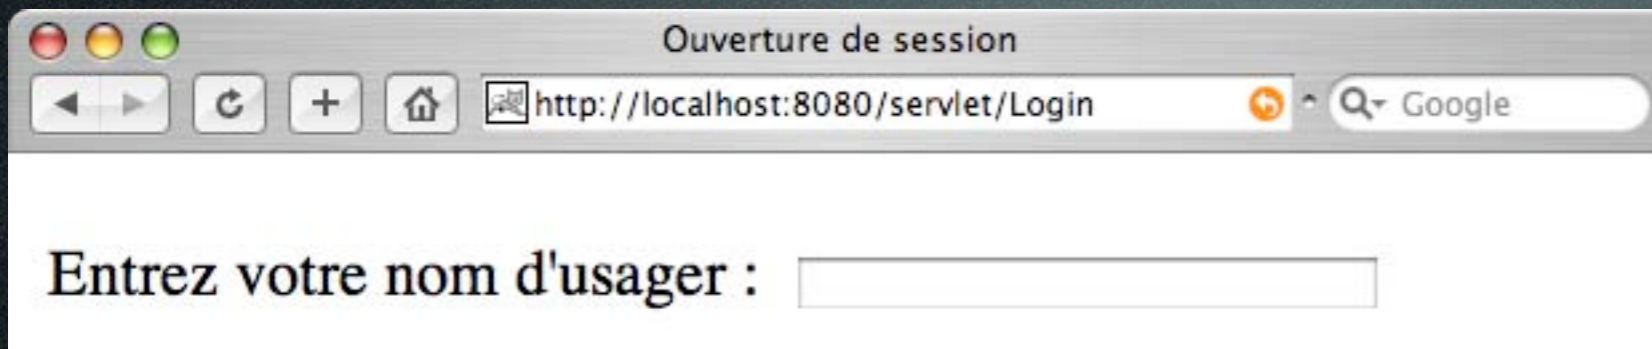 Ouverture de session
http://localhost:8080/servlet/Login
Google
Entrez votre nom d'usager :